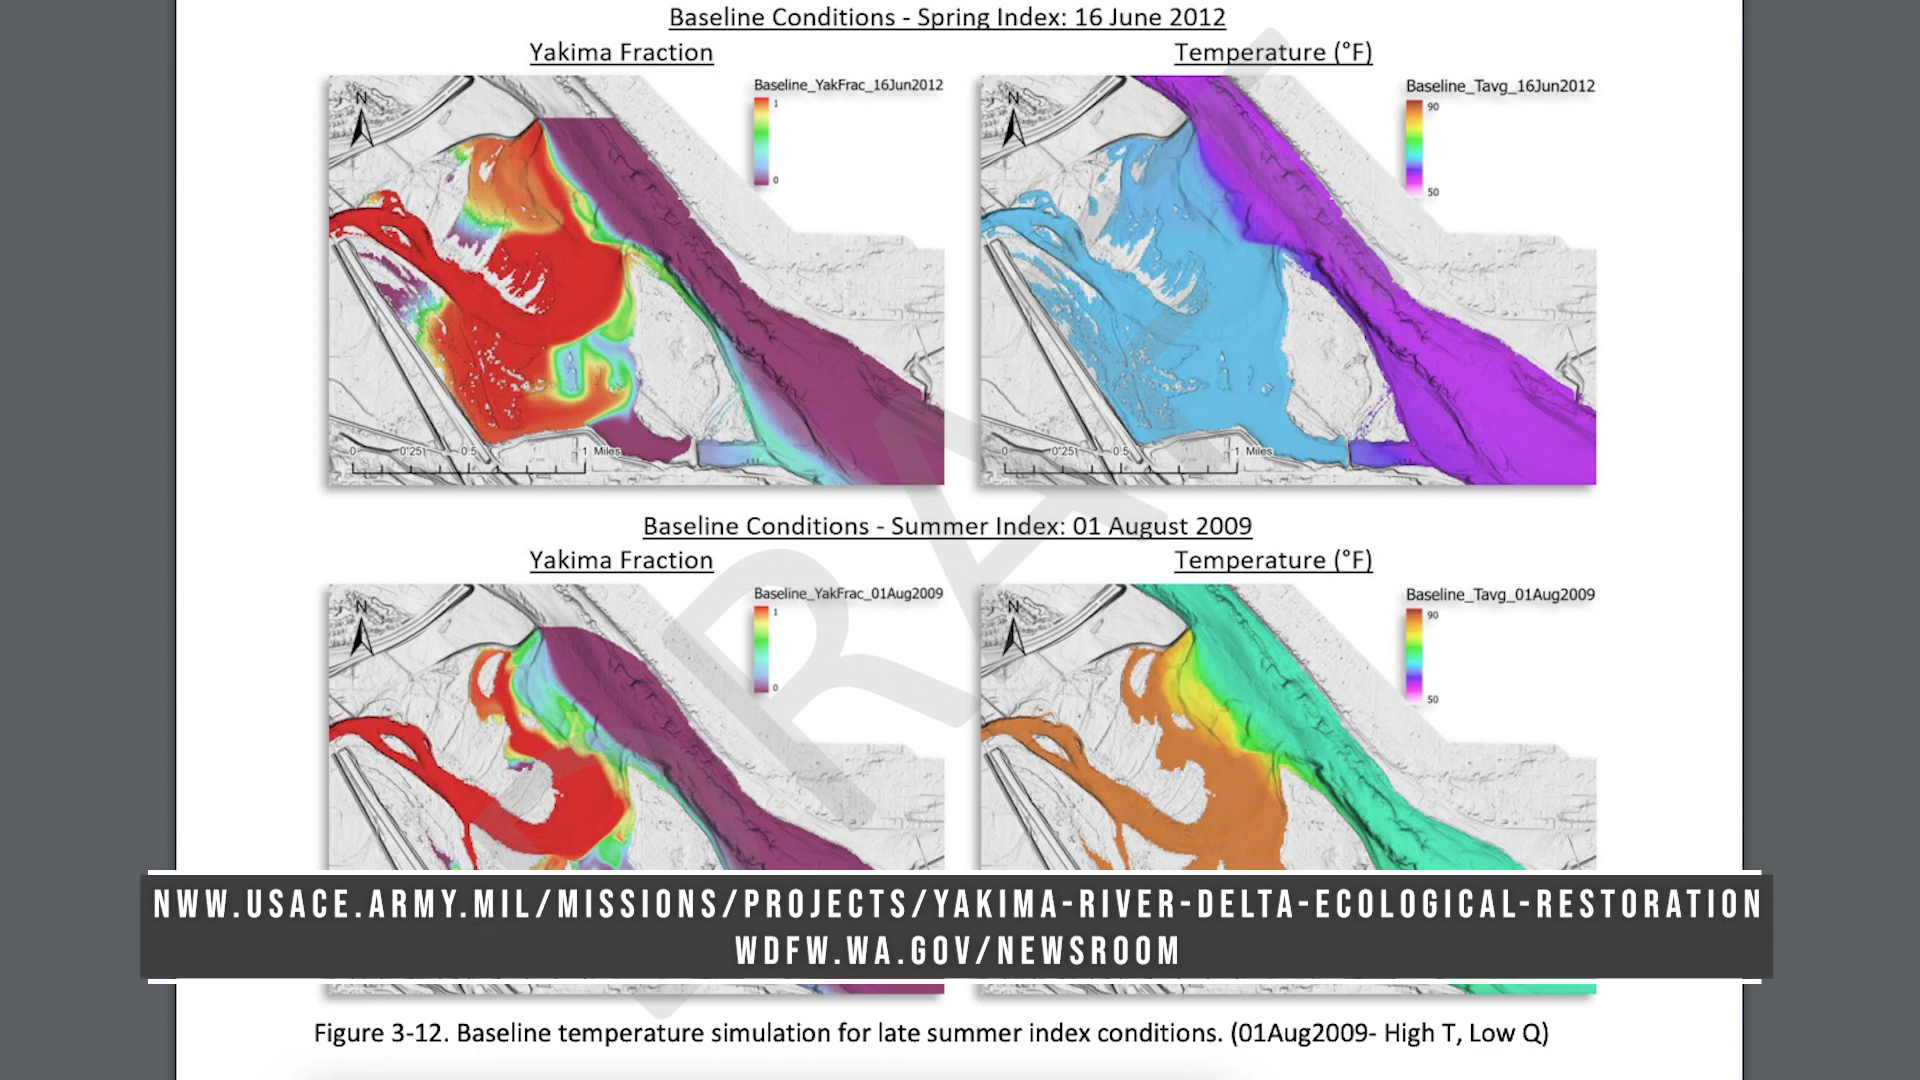 Baseline Conditions - Spring Index: 16 June 2012
Yakima Fraction
Temperature (°F)
Baseline_YakFrac_16Jun2012
1
0
N
0 0.25 0.5 1 Miles
Baseline_Tavg_16Jun2012
90
50
N
0 0.25 0.5 1 Miles
Baseline Conditions - Summer Index: 01 August 2009
Yakima Fraction
Temperature (°F)
Baseline_YakFrac_01Aug2009
1
0
N
Baseline_Tavg_01Aug2009
90
50
N
NWW.USACE.ARMY.MIL/MISSIONS/PROJECTS/YAKIMA-RIVER-DELTA-ECOLOGICAL-RESTORATION
WDFW.WA.GOV/NEWSROOM
Figure 3-12. Baseline temperature simulation for late summer index conditions. (01Aug2009- High T, Low Q)